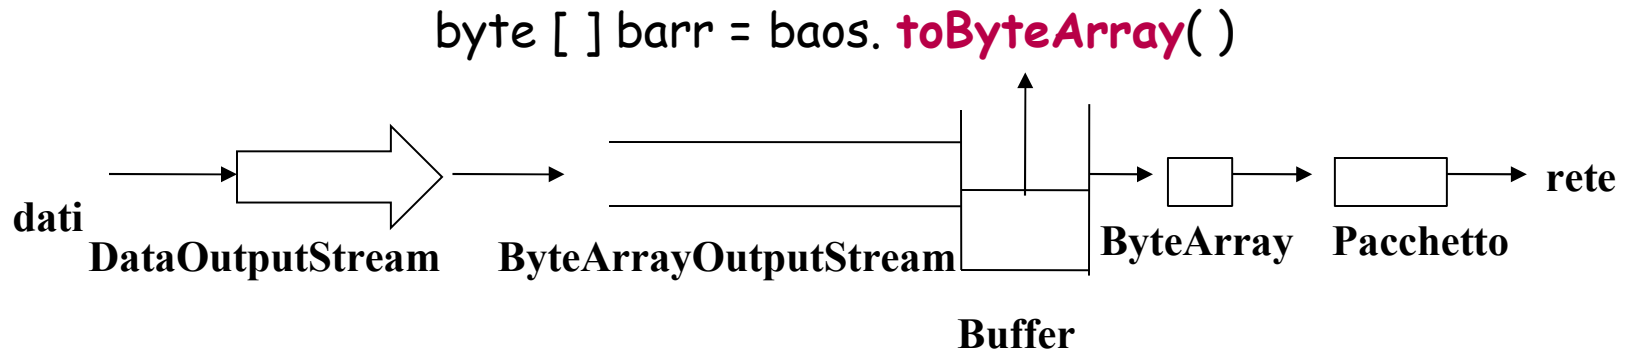 byte [ ] barr = baos. toByteArray( )
dati
DataOutputStream
ByteArrayOutputStream
Buffer
ByteArray
Pacchetto
rete